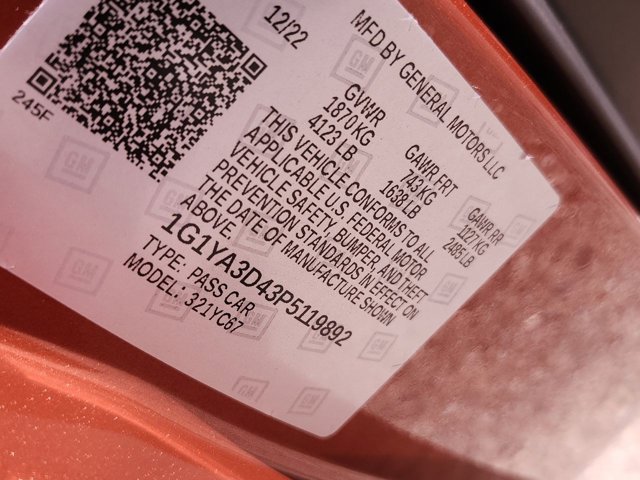 MFD BY GENERAL MOTORS LLC
12/22
GVWR GAWR FRT GAWR RR
1870 KG 743 KG 1127 KG
4123 LB 1638 LB 2485 LB
245F
THIS VEHICLE CONFORMS TO ALL
APPLICABLE U.S. FEDERAL MOTOR
VEHICLE SAFETY, BUMPER, AND THEFT
PREVENTION STANDARDS IN EFFECT ON
THE DATE OF MANUFACTURE SHOWN
ABOVE.
1G1YA3D43P5119892
TYPE: PASS CAR
MODEL: 321YC67